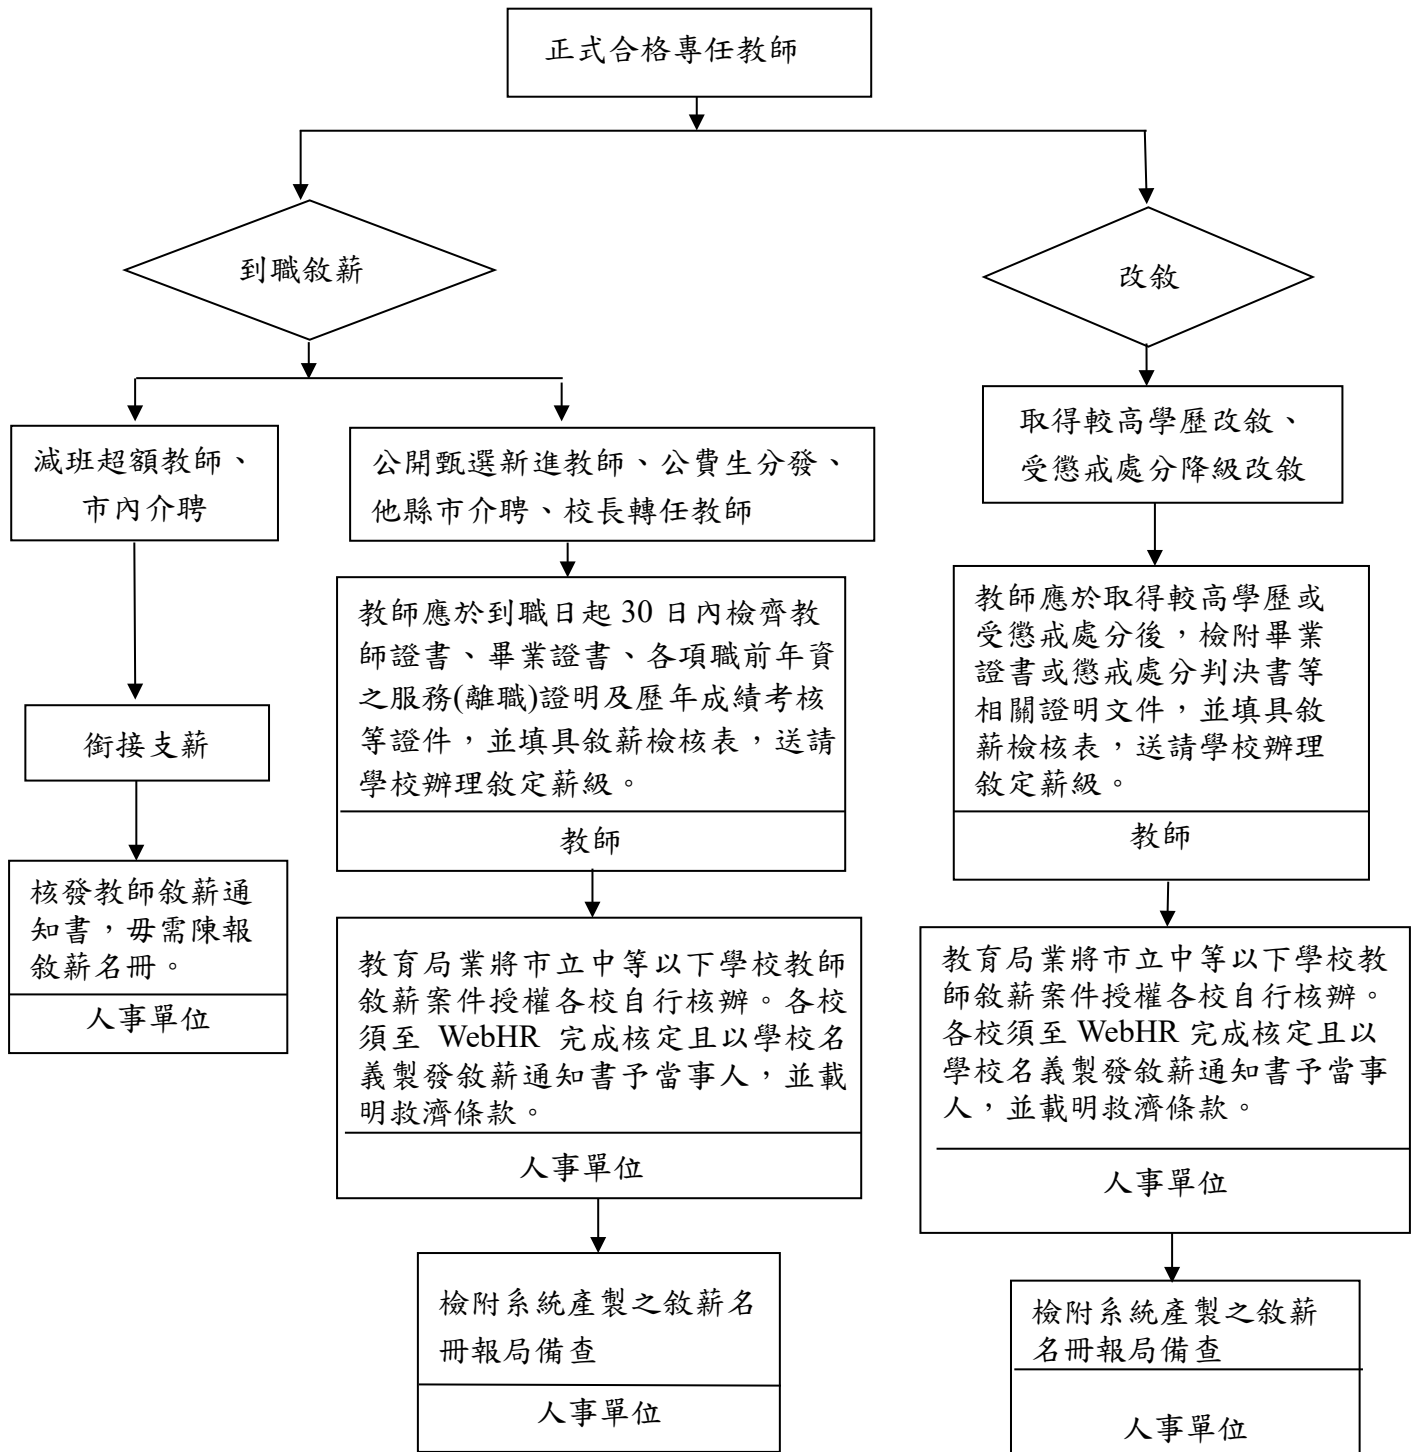 正式合格專任教師
到職敘薪
改敘
減班超額教師、
市內介聘
公開甄選新進教師、公費生分發、
他縣市介聘、校長轉任教師
取得較高學歷改敘、
受懲戒處分降級改敘
銜接支薪
教師應於到職日起 30 日內檢齊教
師證書、畢業證書、各項職前年資
之服務(離職)證明及歷年成績考核
等證件，並填具敘薪檢核表，送請
學校辦理敘定薪級。
教師
教師應於取得較高學歷或
受懲戒處分後，檢附畢業
證書或懲戒處分判決書等
相關證明文件，並填具敘
薪檢核表，送請學校辦理
敘定薪級。
教師
核發教師敘薪通
知書，毋需陳報
敘薪名冊。
人事單位
教育局業將市立中等以下學校教師
敘薪案件授權各校自行核辦。各校
須至 WebHR 完成核定且以學校名
義製發敘薪通知書予當事人，並載
明救濟條款。
人事單位
教育局業將市立中等以下學校教
師敘薪案件授權各校自行核辦。
各校須至 WebHR 完成核定且以
學校名義製發敘薪通知書予當事
人，並載明救濟條款。
人事單位
檢附系統產製之敘薪名
冊報局備查
人事單位
檢附系統產製之敘薪
名冊報局備查
人事單位